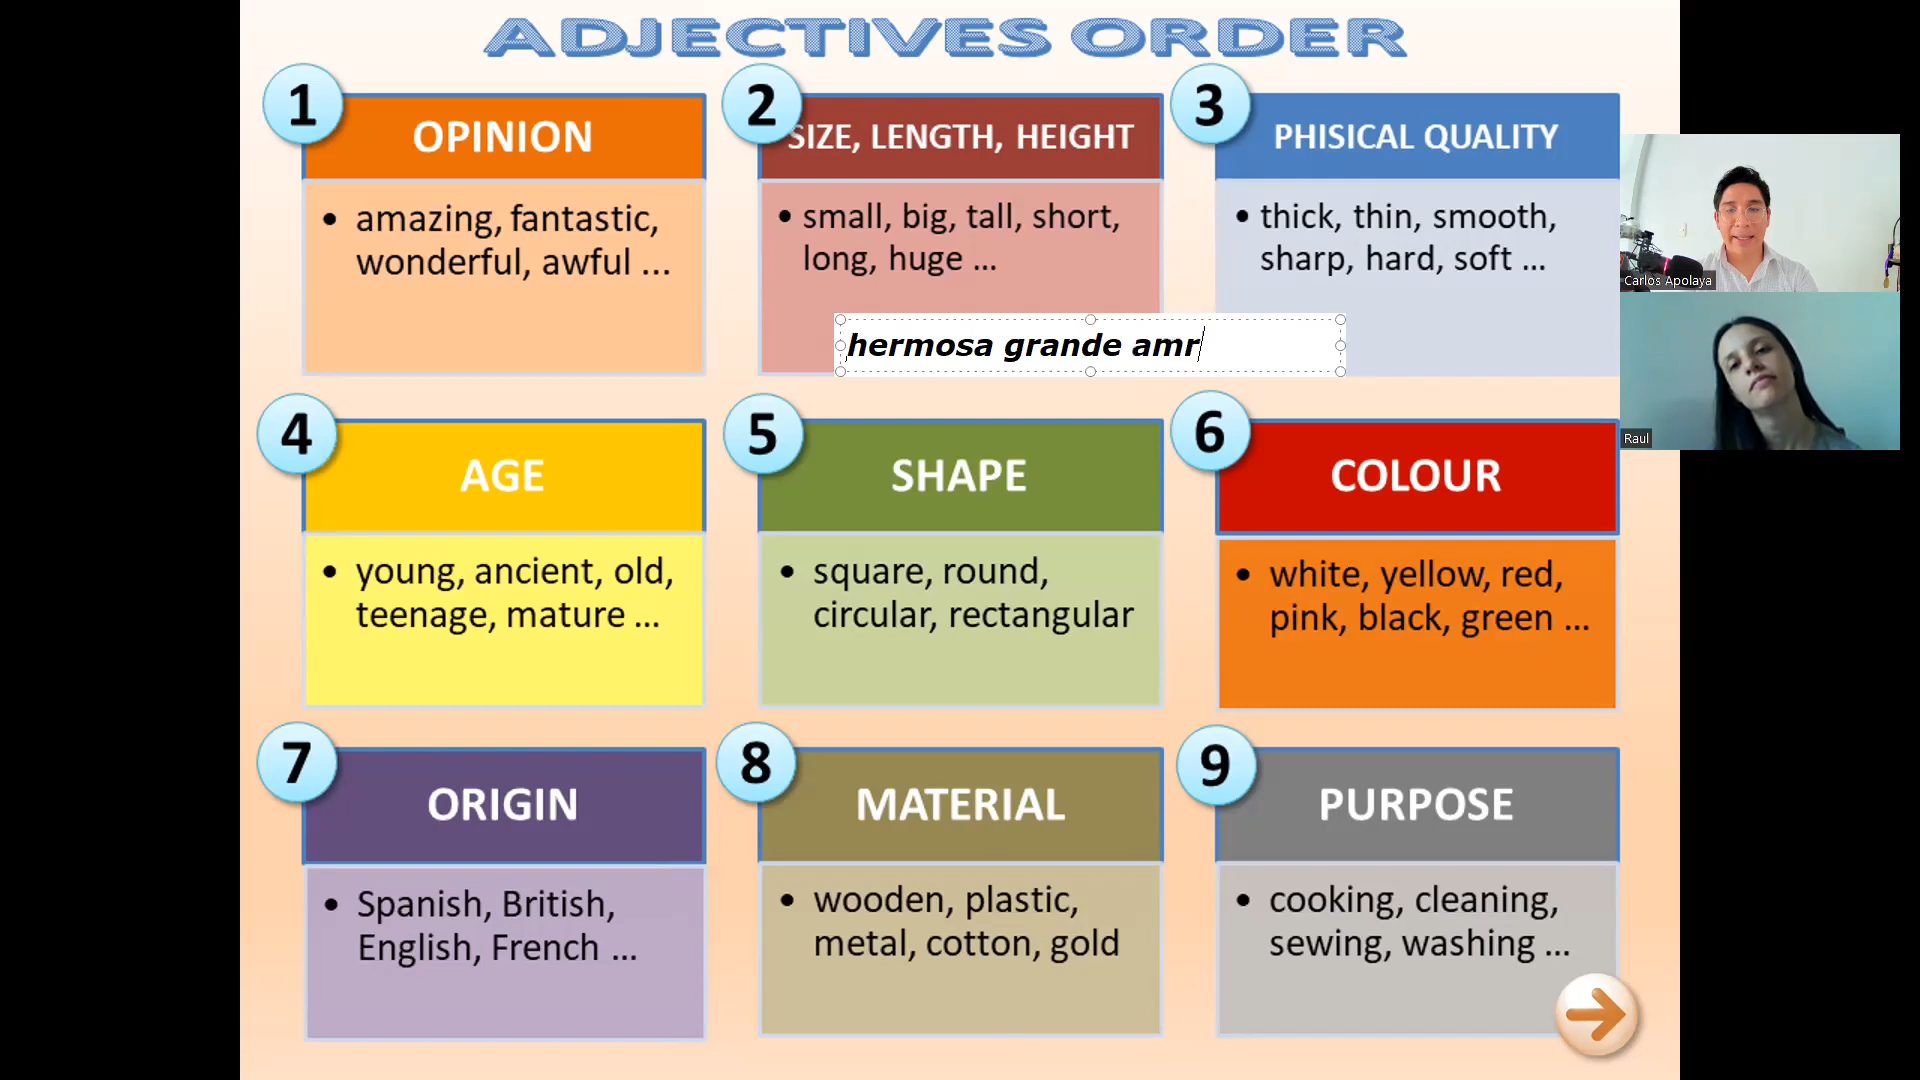 ADJECTIVES ORDER
1
OPINION
• amazing, fantastic,
wonderful, awful ...
2
SIZE, LENGTH, HEIGHT
• small, big, tall, short,
long, huge ...
3
PHISICAL QUALITY
• thick, thin, smooth,
sharp, hard, soft ...
hermosa grande amr
Carlos Apolaya
Raul
4
AGE
• young, ancient, old,
teenage, mature ...
5
SHAPE
• square, round,
circular, rectangular
6
COLOUR
• white, yellow, red,
pink, black, green ...
7
ORIGIN
• Spanish, British,
English, French ...
8
MATERIAL
• wooden, plastic,
metal, cotton, gold
9
PURPOSE
• cooking, cleaning,
sewing, washing ...